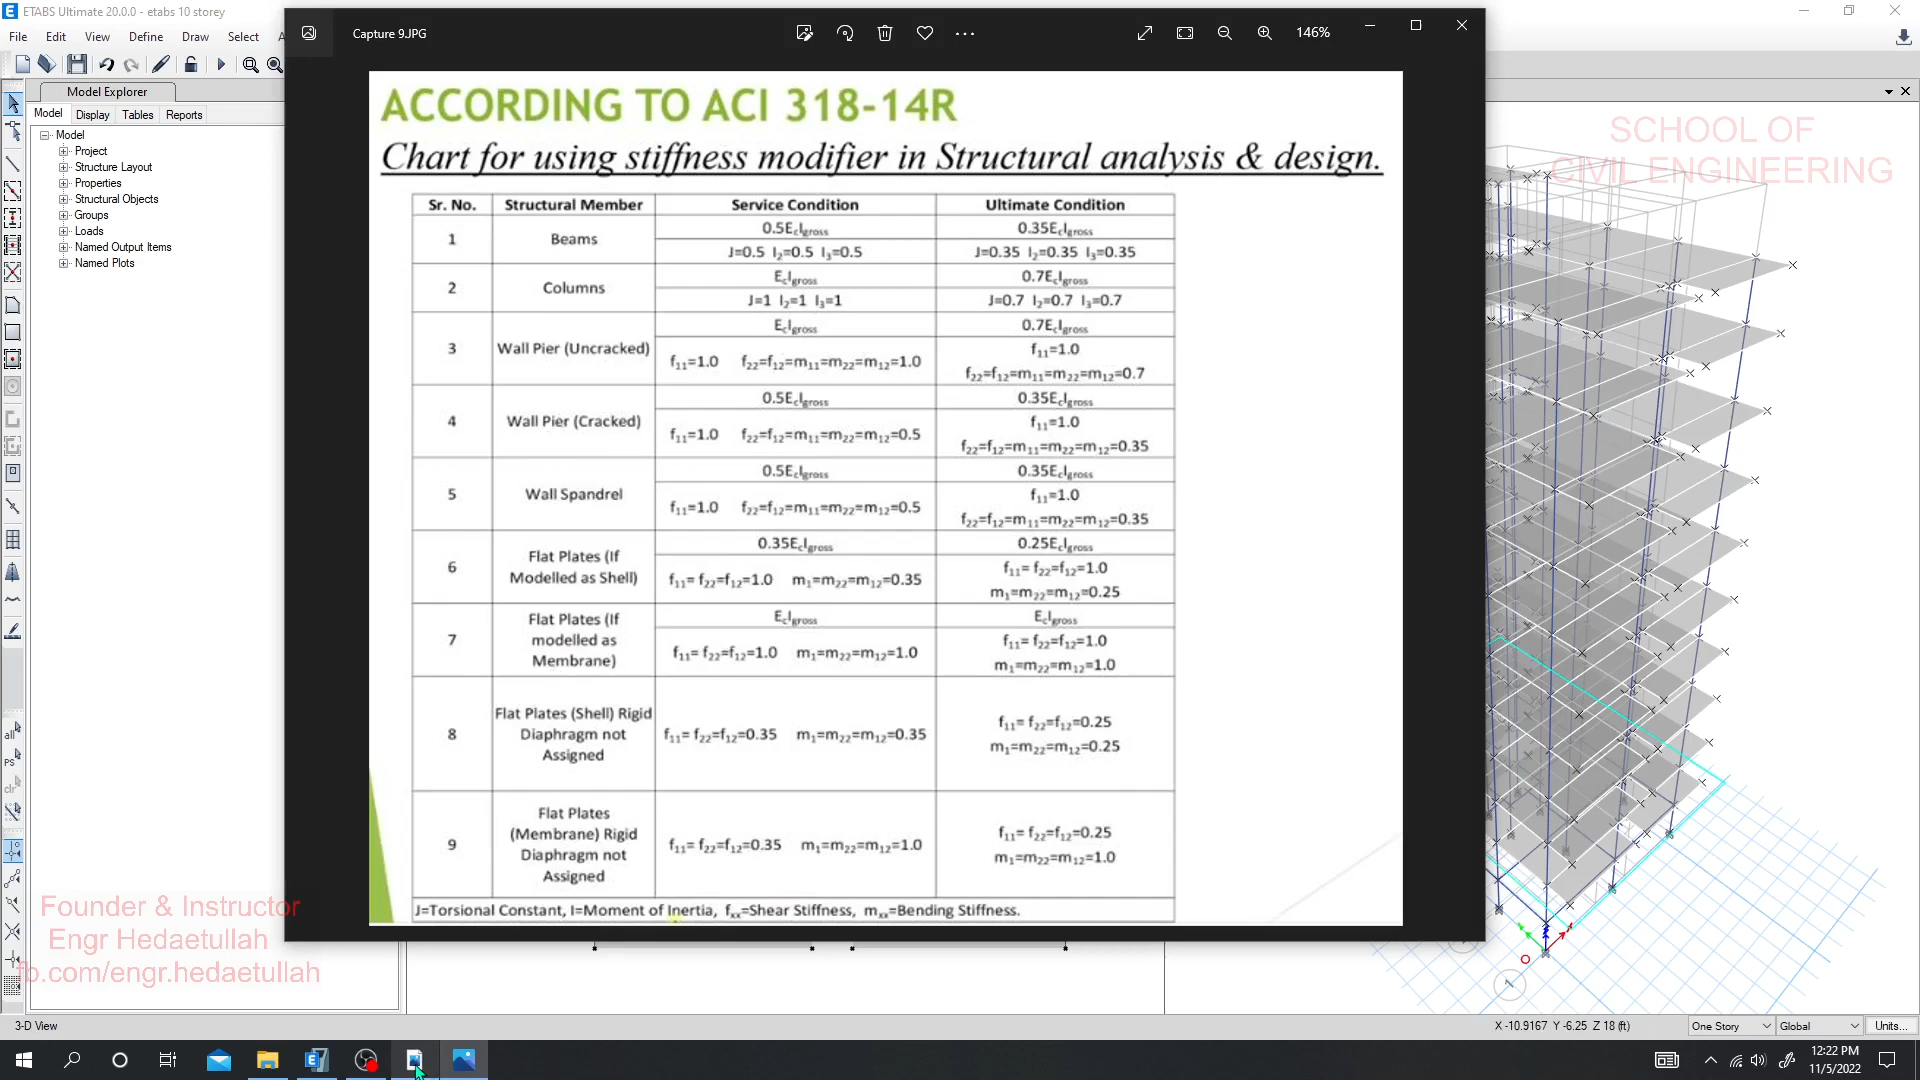 ETABS Ultimate 20.0.0 - etabs 10 storey
File Edit View Define Draw Select A
Capture 9.JPG
146%
Model Explorer
Model Display Tables Reports
Model
Project
Structure Layout
Properties
Structural Objects
Groups
Loads
Named Output Items
Named Plots
ACCORDING TO ACI 318-14R
Chart for using stiffness modifier in Structural analysis & design.
Sr. No. Structural Member Service Condition Ultimate Condition
1 Beams 0.5EcIgross 0.35EcIgross
J=0.5 I2=0.5 I3=0.5 J=0.35 I2=0.35 I3=0.35
2 Columns EcIgross 0.7EcIgross
J=1 I2=1 I3=1 J=0.7 I2=0.7 I3=0.7
3 Wall Pier (Uncracked) EcIgross 0.7EcIgross
f11=1.0 f22=f12=m11=m22=m12=1.0 f11=1.0
f22=f12=m11=m22=m12=0.7
4 Wall Pier (Cracked) 0.5EcIgross 0.35EcIgross
f11=1.0 f22=f12=m11=m22=m12=0.5 f11=1.0
f22=f12=m11=m22=m12=0.35
5 Wall Spandrel 0.5EcIgross 0.35EcIgross
f11=1.0 f22=f12=m11=m22=m12=0.5 f11=1.0
f22=f12=m11=m22=m12=0.35
6 Flat Plates (If Modelled as Shell) 0.35EcIgross 0.25EcIgross
f11= f22=f12=1.0 m1=m22=m12=0.35 f11= f22=f12=1.0
m1=m22=m12=0.25
7 Flat Plates (If modelled as Membrane) EcIgross EcIgross
f11= f22=f12=1.0 m1=m22=m12=1.0 f11= f22=f12=1.0
m1=m22=m12=1.0
8 Flat Plates (Shell) Rigid Diaphragm not Assigned f11= f22=f12=0.35 m1=m22=m12=0.35 f11= f22=f12=0.25
m1=m22=m12=0.25
9 Flat Plates (Membrane) Rigid Diaphragm not Assigned f11= f22=f12=0.35 m1=m22=m12=1.0 f11= f22=f12=0.25
m1=m22=m12=1.0
J=Torsional Constant, I=Moment of Inertia, fxx=Shear Stiffness, mxx=Bending Stiffness.
SCHOOL OF
CIVIL ENGINEERING
all
PS
clr
Founder & Instructor
Engr Hedaetullah
fb.com/engr.hedaetullah
3-D View
X -10.9167 Y -6.25 Z 18 (ft)
One Story Global Units...
12:22 PM
11/5/2022